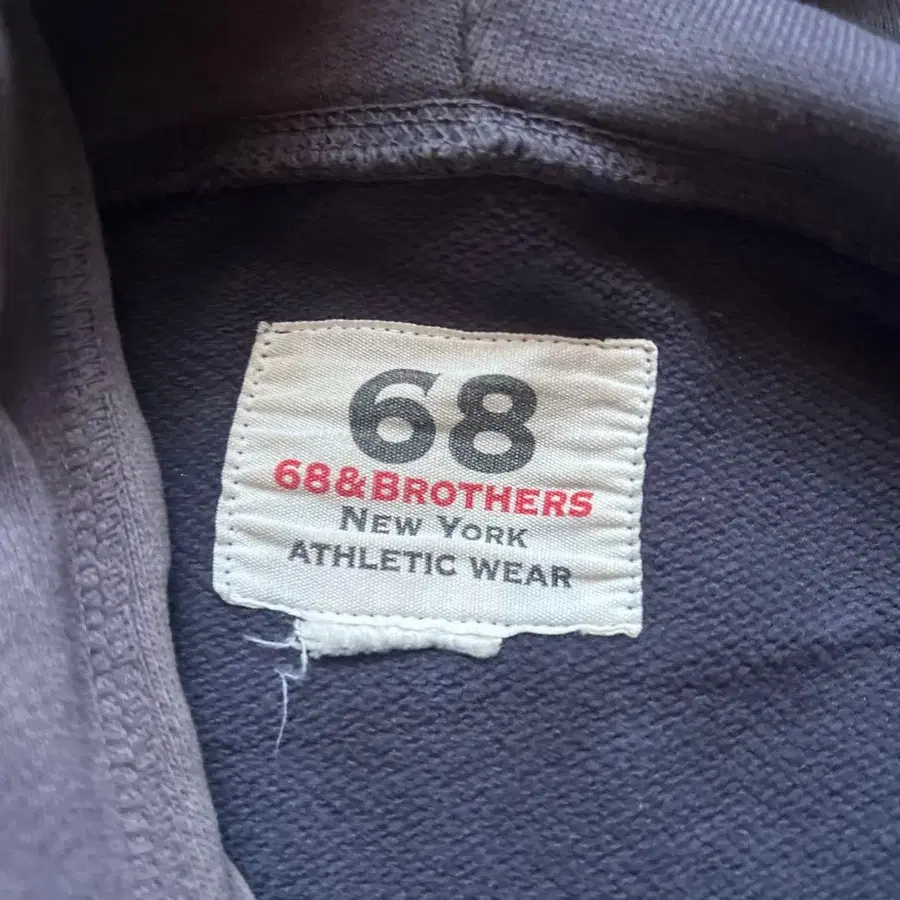 68
68&BROTHERS
NEW YORK
ATHLETIC WEAR